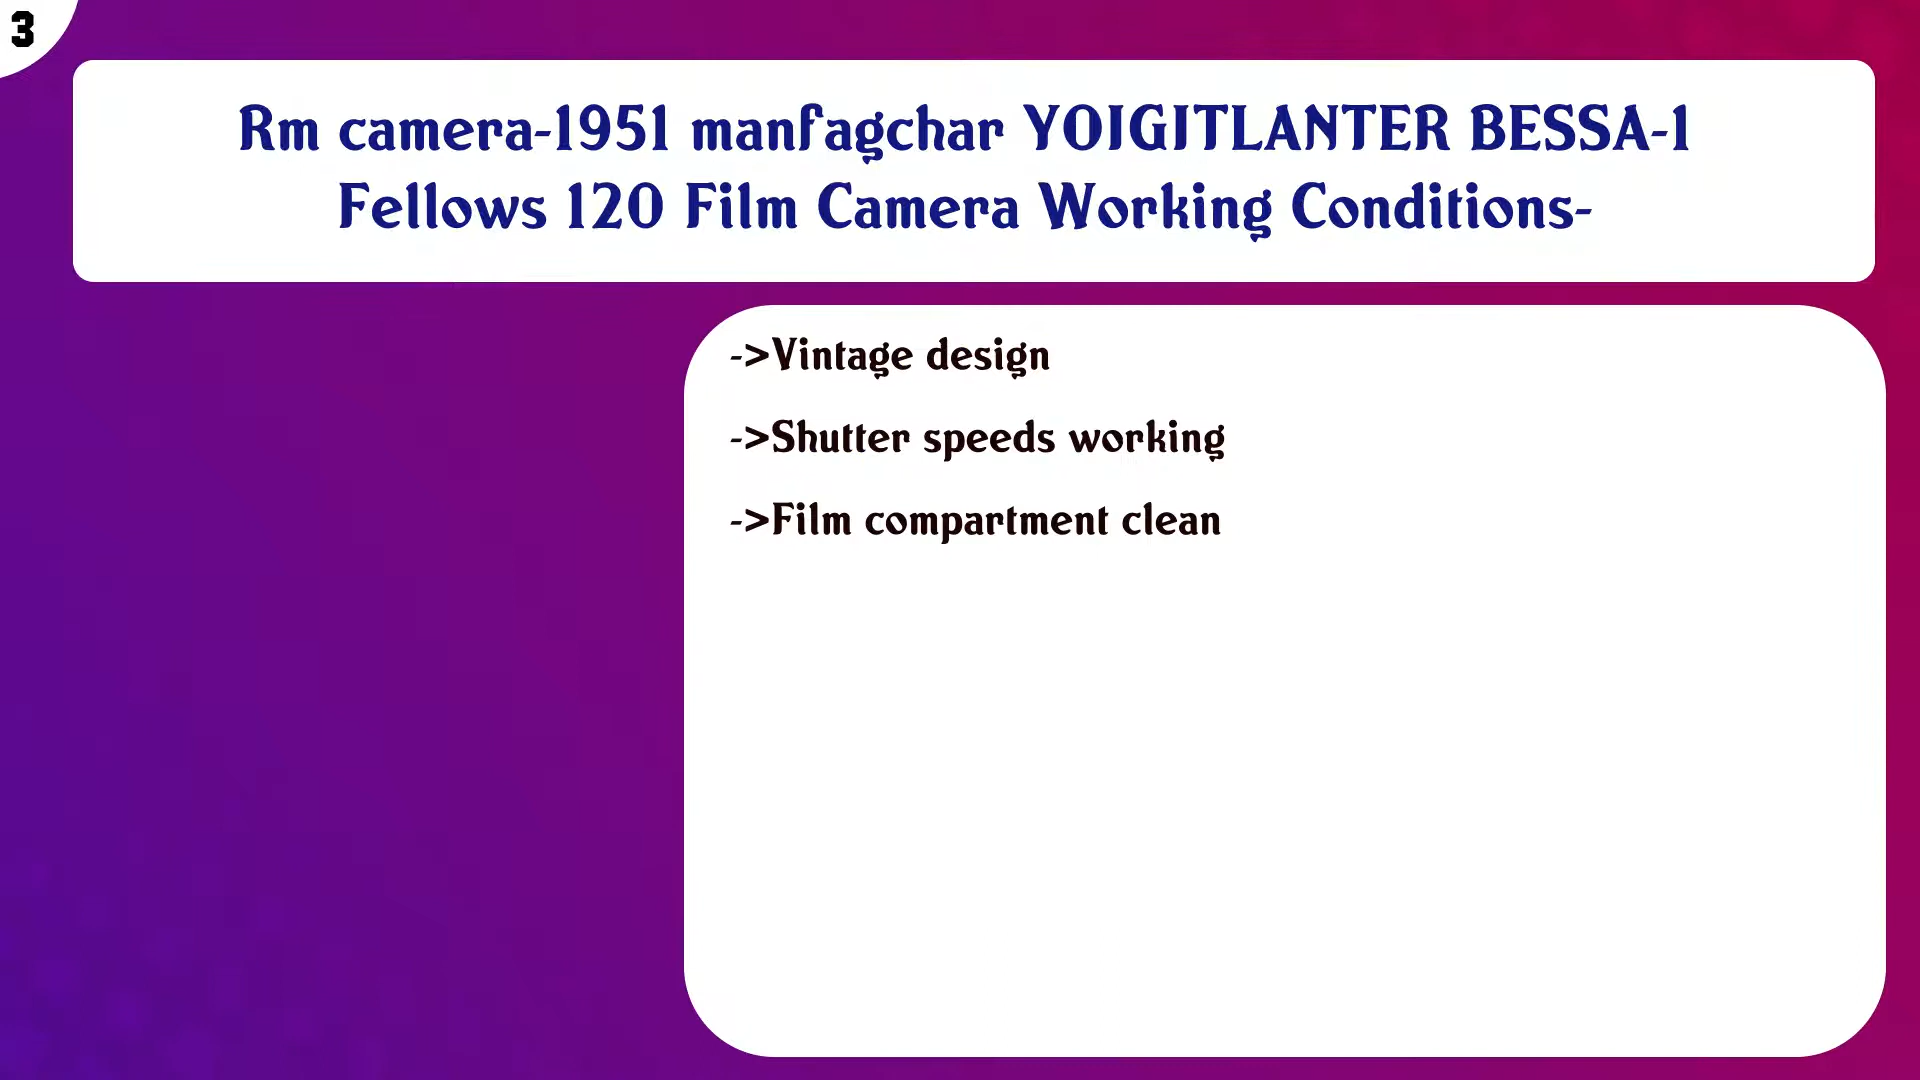 3
Rm camera-1951 manfagchar YOIGITLANTER BESSA-1
Fellows 120 Film Camera Working Conditions-
->Vintage design
->Shutter speeds working
->Film compartment clean